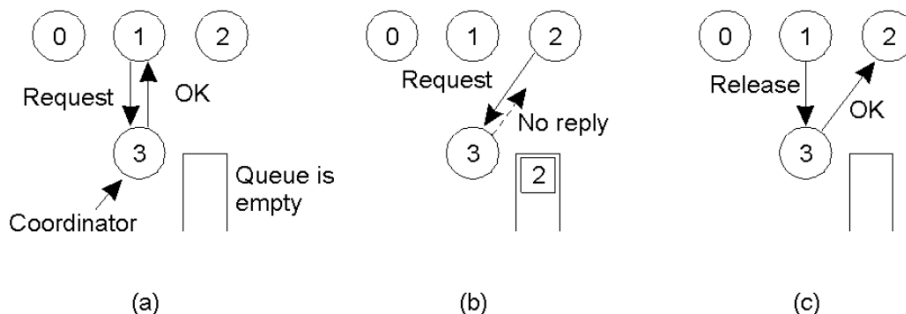 0 1 2
Request
OK
3
Coordinator
Queue is
empty
(a)
0 1 2
Request
No reply
3
2
(b)
0 1 2
Release
OK
3
(c)